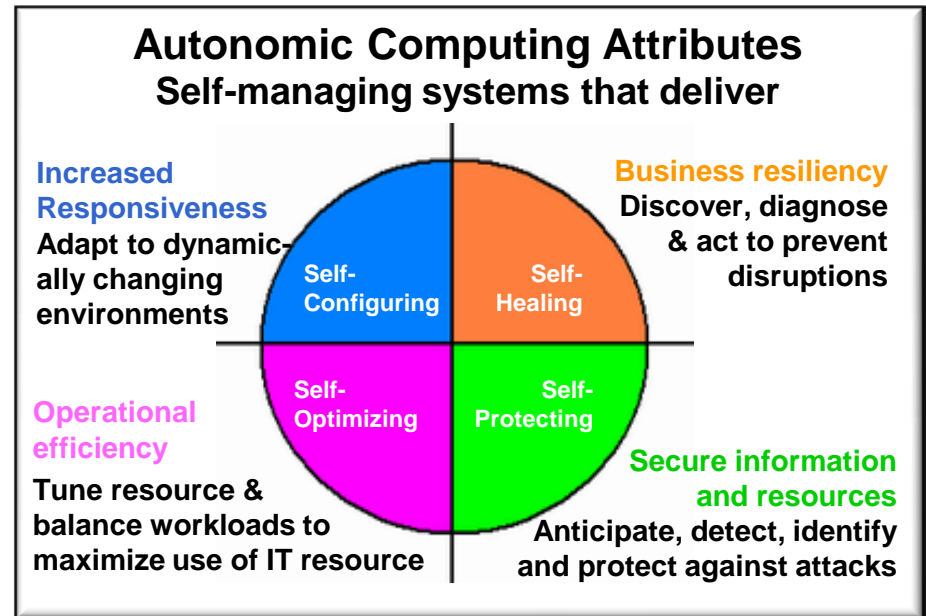 Autonomic Computing Attributes
Self-managing systems that deliver
Increased
Responsiveness
Adapt to dynamic-
ally changing
environments
Business resiliency
Discover, diagnose
& act to prevent
disruptions
Self-
Configuring
Self-
Healing
Self-
Optimizing
Self-
Protecting
Operational
efficiency
Tune resource &
balance workloads to
maximize use of IT resource
Secure information
and resources
Anticipate, detect, identify
and protect against attacks